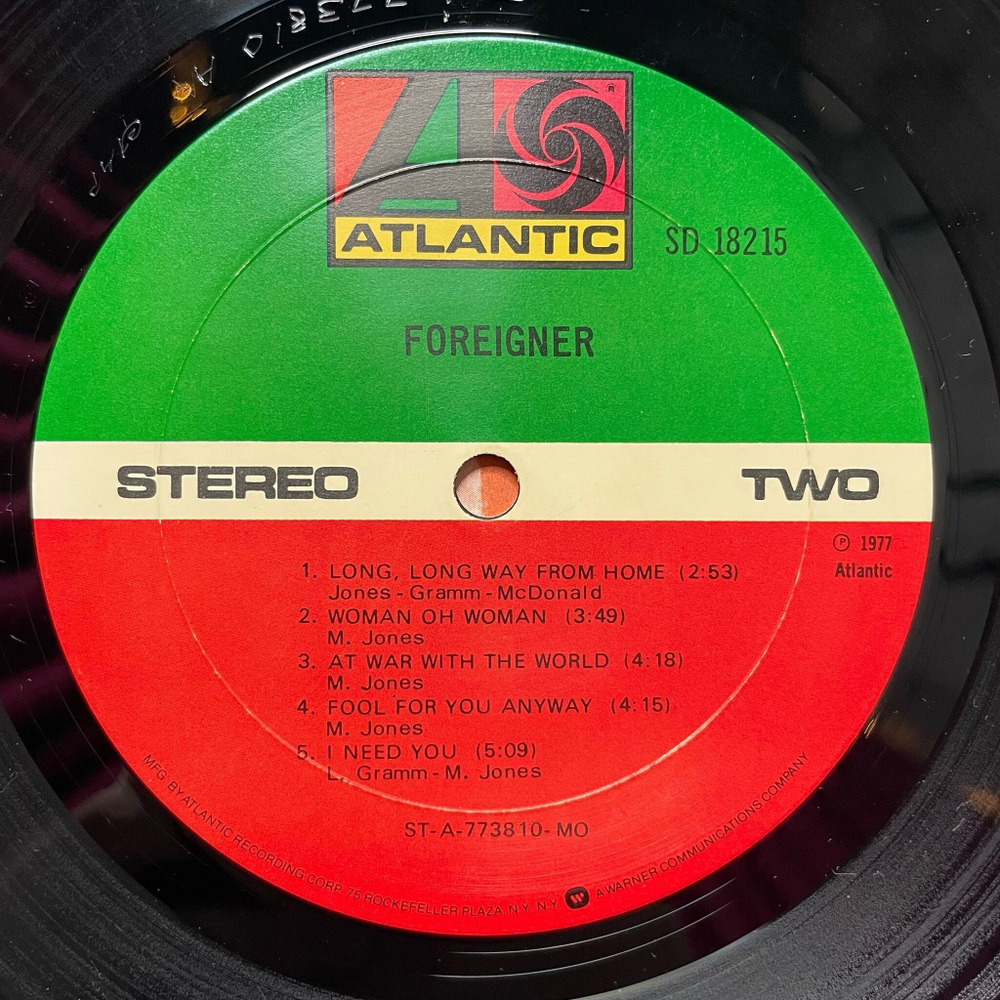 773810 A
GAP
®
ATLANTIC
SD 18215
FOREIGNER
STEREO
TWO
℗ 1977
Atlantic
1. LONG, LONG WAY FROM HOME (2:53)
Jones - Gramm - McDonald
2. WOMAN OH WOMAN (3:49)
M. Jones
3. AT WAR WITH THE WORLD (4:18)
M. Jones
4. FOOL FOR YOU ANYWAY (4:15)
M. Jones
5. I NEED YOU (5:09)
L. Gramm - M. Jones
ST-A-773810-MO
MFG. BY ATLANTIC RECORDING CORP. 75 ROCKEFELLER PLAZA, N.Y. N.Y. A WARNER COMMUNICATIONS COMPANY